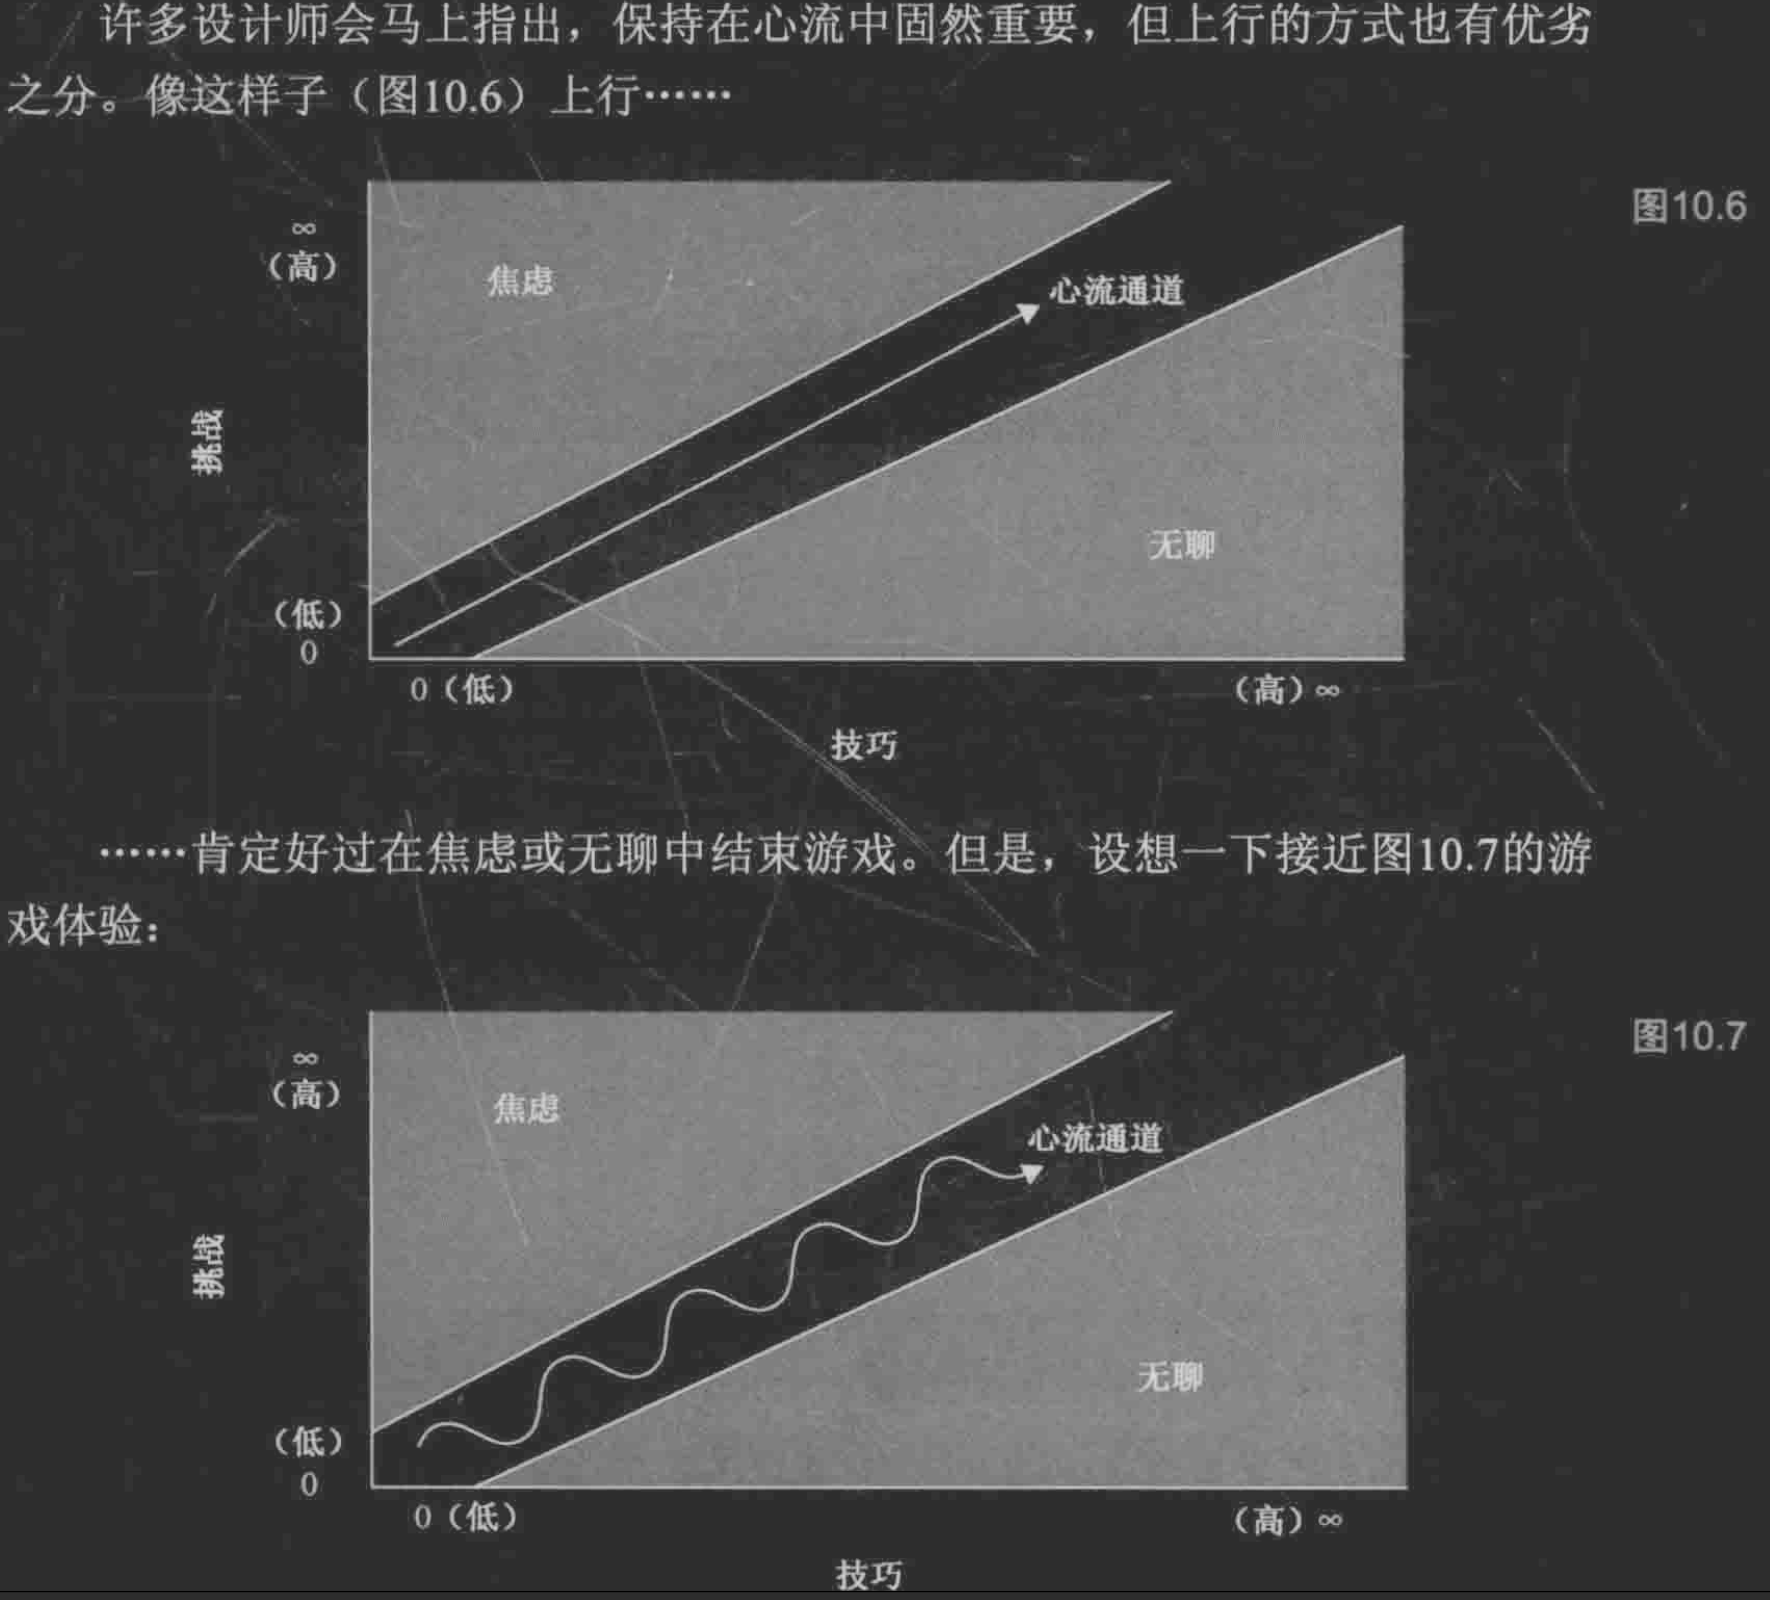 许多设计师会马上指出，保持在心流中固然重要，但上行的方式也有优劣
之分。像这样子（图10.6）上行……
图10.6
∞
（高）
焦虑
心流通道
挑战
无聊
（低）
0
0（低）
（高）∞
技巧
……肯定好过在焦虑或无聊中结束游戏。但是，设想一下接近图10.7的游
戏体验：
图10.7
∞
（高）
焦虑
心流通道
挑战
无聊
（低）
0
0（低）
（高）∞
技巧